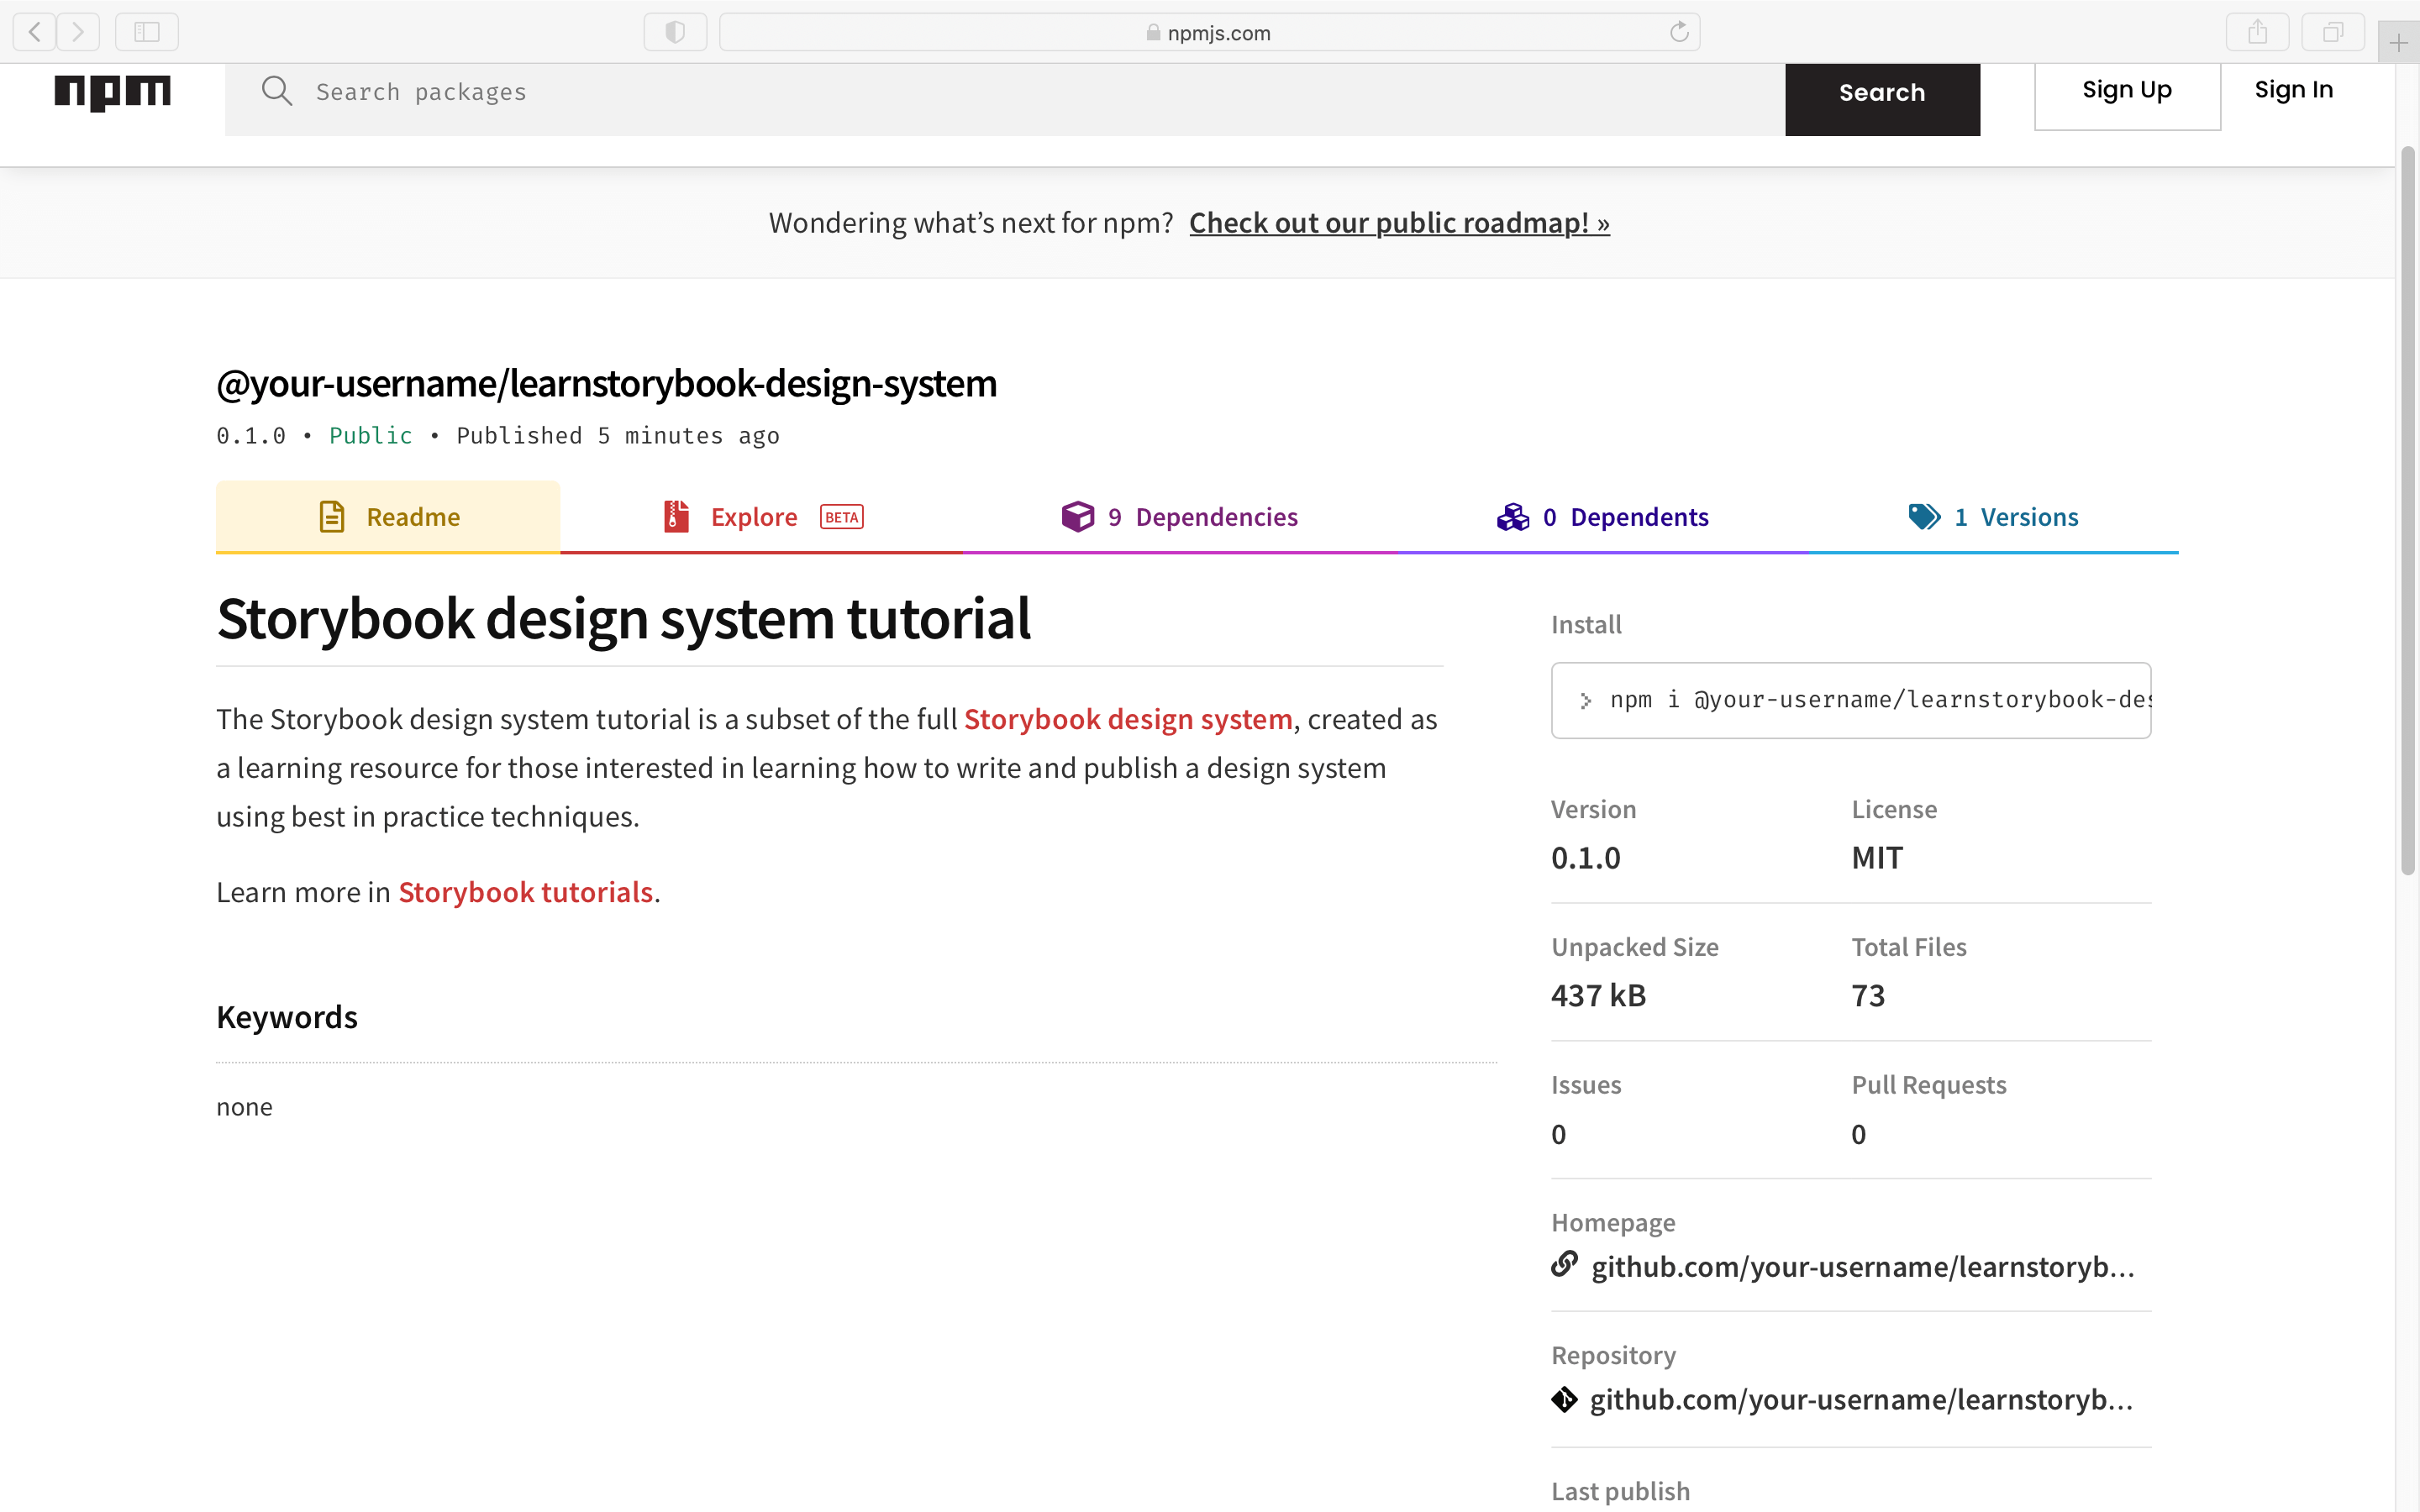 npmjs.com
npm
Search packages
Search
Sign Up
Sign In
Wondering what’s next for npm? Check out our public roadmap! »
@your-username/learnstorybook-design-system
0.1.0 • Public • Published 5 minutes ago
Readme
Explore BETA
9 Dependencies
0 Dependents
1 Versions
Storybook design system tutorial
The Storybook design system tutorial is a subset of the full Storybook design system, created as
a learning resource for those interested in learning how to write and publish a design system
using best in practice techniques.
Learn more in Storybook tutorials.
Keywords
none
Install
npm i @your-username/learnstorybook-des
Version
License
0.1.0
MIT
Unpacked Size
Total Files
437 kB
73
Issues
Pull Requests
0
0
Homepage
github.com/your-username/learnstoryb...
Repository
github.com/your-username/learnstoryb...
Last publish